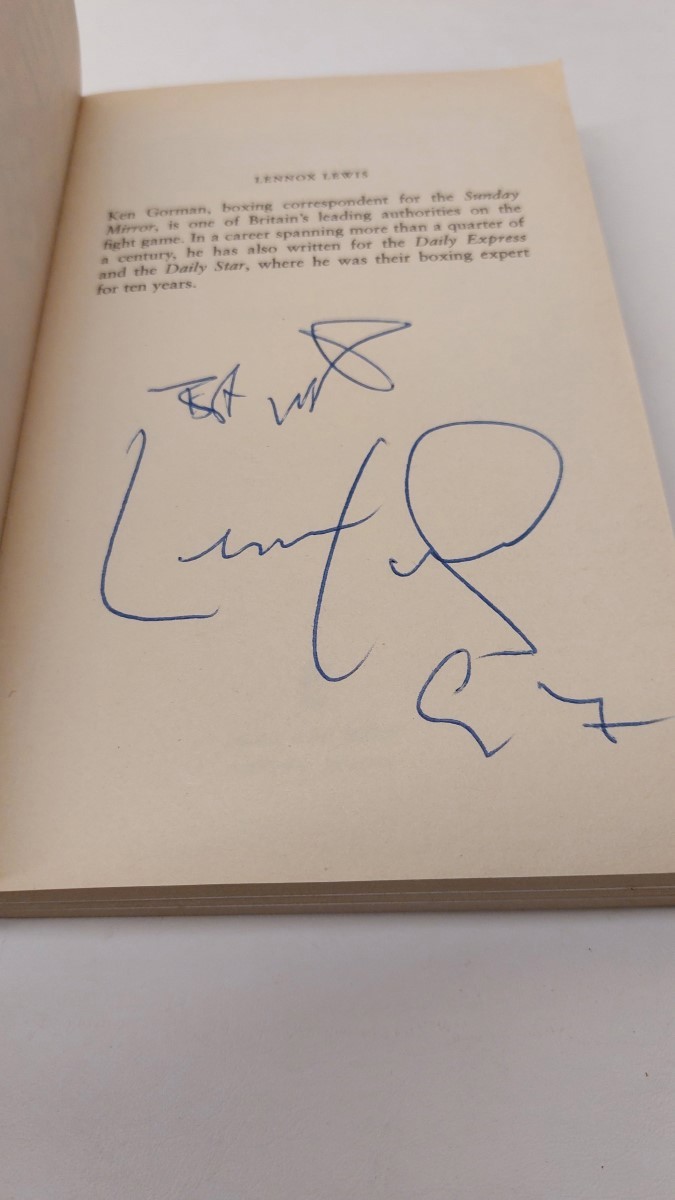 LENNOX LEWIS
Ken Gorman, boxing correspondent for the Sunday
Mirror, is one of Britain's leading authorities on the
fight game. In a career spanning more than a quarter of
a century, he has also written for the Daily Express
and the Daily Star, where he was their boxing expert
for ten years.